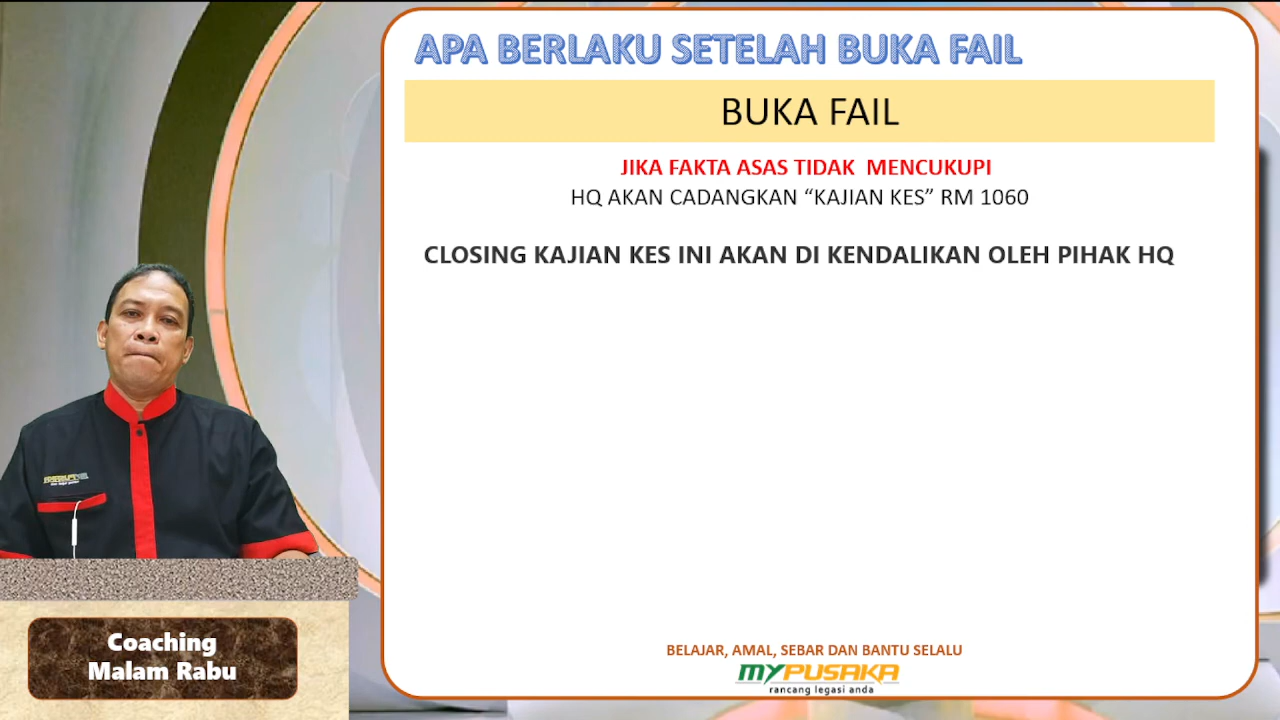 APA BERLAKU SETELAH BUKA FAIL
BUKA FAIL
JIKA FAKTA ASAS TIDAK MENCUKUPI
HQ AKAN CADANGKAN “KAJIAN KES” RM 1060
CLOSING KAJIAN KES INI AKAN DI KENDALIKAN OLEH PIHAK HQ
Coaching
Malam Rabu
BELAJAR, AMAL, SEBAR DAN BANTU SELALU
MYPUSAKA
rancang legasi anda